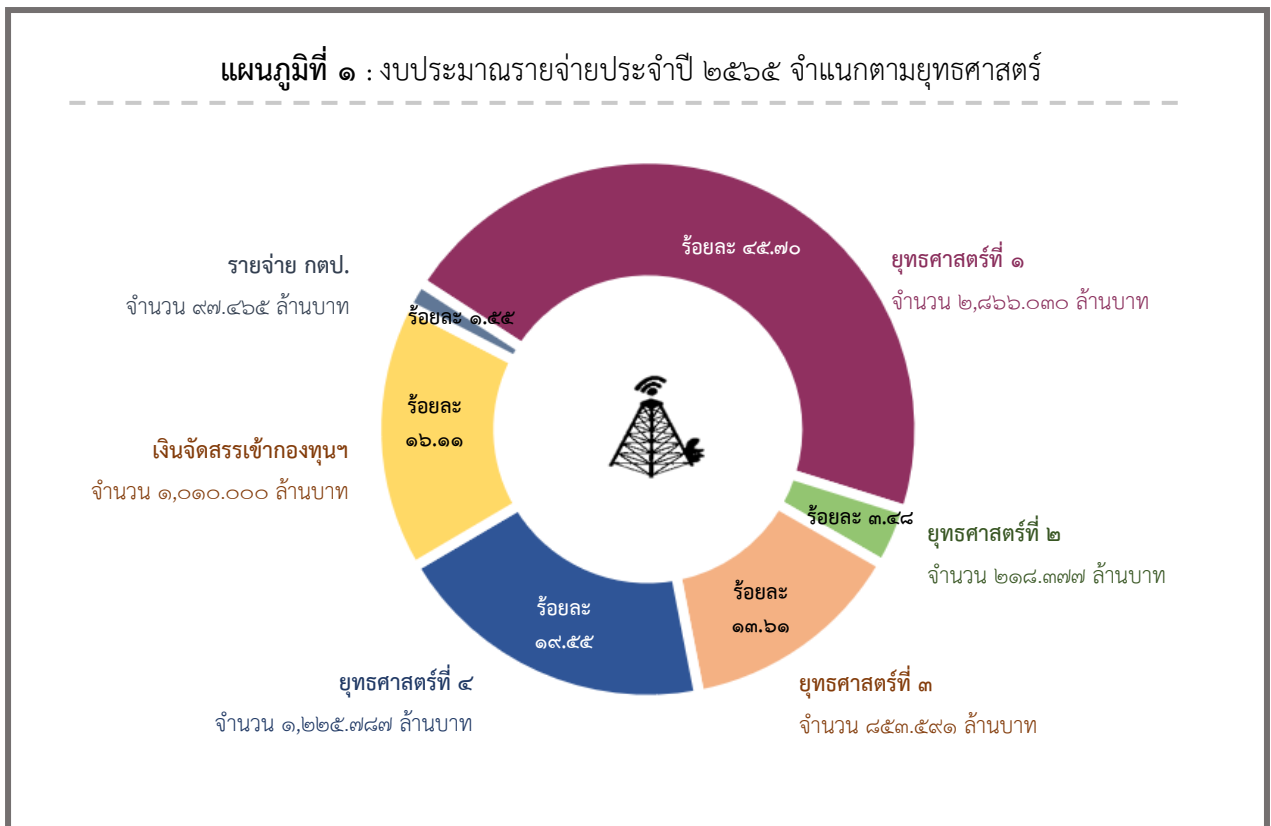 แผนภูมิที่ ๑ : งบประมาณรายจ่ายประจำปี ๒๕๖๕ จำแนกตามยุทธศาสตร์
ร้อยละ ๔๕.๗๐
ยุทธศาสตร์ที่ ๑
จำนวน ๒,๘๖๖.๐๓๐ ล้านบาท
รายจ่าย กตป.
จำนวน ๙๗.๔๖๕ ล้านบาท
ร้อยละ ๑.๕๕
ร้อยละ
๑๖.๑๑
เงินจัดสรรเข้ากองทุนฯ
จำนวน ๑,๐๑๐.๐๐๐ ล้านบาท
ร้อยละ ๓.๔๘
ยุทธศาสตร์ที่ ๒
จำนวน ๒๑๘.๓๗๗ ล้านบาท
ร้อยละ
๑๓.๖๑
ร้อยละ
๑๙.๕๕
ยุทธศาสตร์ที่ ๔
จำนวน ๑,๒๒๕.๗๘๗ ล้านบาท
ยุทธศาสตร์ที่ ๓
จำนวน ๘๕๓.๕๙๑ ล้านบาท